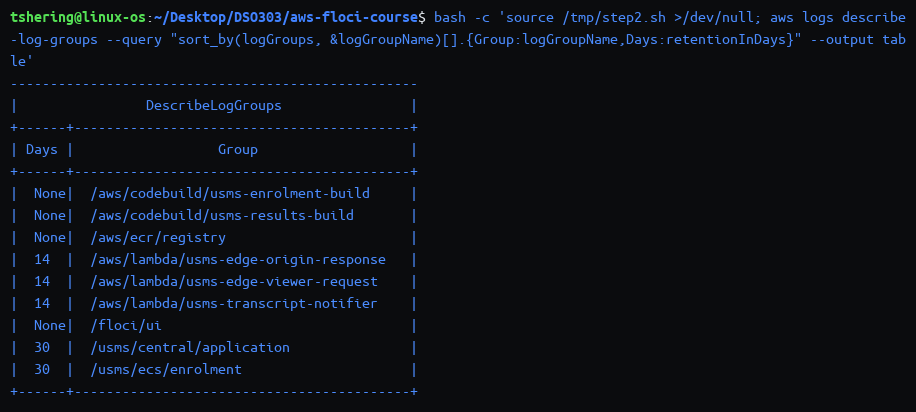 tshering@linux-os:~/Desktop/DSO303/aws-floci-course$ bash -c 'source /tmp/step2.sh >/dev/null; aws logs describe
-log-groups --query "sort_by(logGroups, &logGroupName)[].{Group:logGroupName,Days:retentionInDays}" --output tab
le'
---------------------------------------------------
|                DescribeLogGroups                |
+------+------------------------------------------+
| Days |                  Group                   |
+------+------------------------------------------+
|  None|  /aws/codebuild/usms-enrolment-build     |
|  None|  /aws/codebuild/usms-results-build       |
|  None|  /aws/ecr/registry                       |
|  14  |  /aws/lambda/usms-edge-origin-response   |
|  14  |  /aws/lambda/usms-edge-viewer-request    |
|  14  |  /aws/lambda/usms-transcript-notifier    |
|  None|  /floci/ui                               |
|  30  |  /usms/central/application               |
|  30  |  /usms/ecs/enrolment                     |
+------+------------------------------------------+